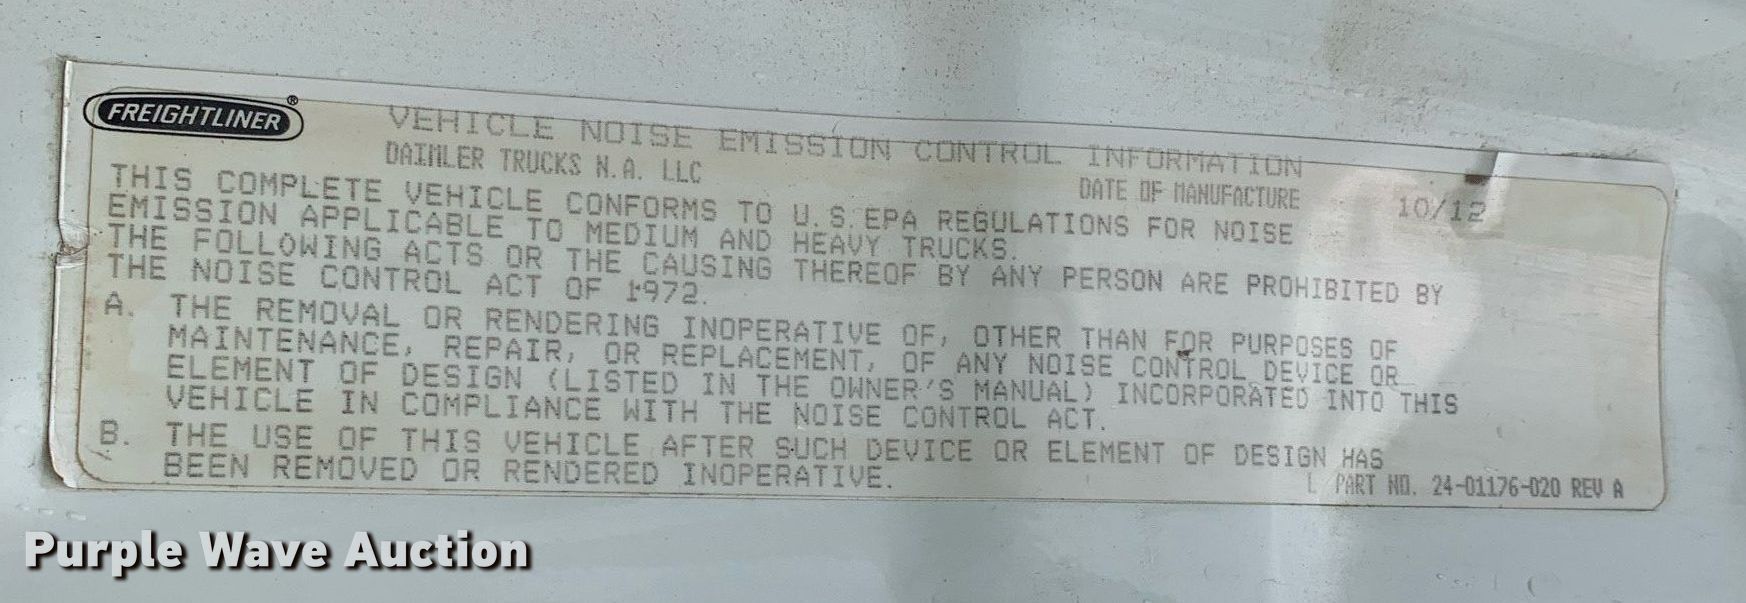 FREIGHTLINER®
VEHICLE NOISE EMISSION CONTROL INFORMATION
DAIMLER TRUCKS N.A. LLC
DATE OF MANUFACTURE 10/12
THIS COMPLETE VEHICLE CONFORMS TO U.S.EPA REGULATIONS FOR NOISE
EMISSION APPLICABLE TO MEDIUM AND HEAVY TRUCKS.
THE FOLLOWING ACTS OR THE CAUSING THEREOF BY ANY PERSON ARE PROHIBITED BY
THE NOISE CONTROL ACT OF 1972.
A. THE REMOVAL OR RENDERING INOPERATIVE OF, OTHER THAN FOR PURPOSES OF
MAINTENANCE, REPAIR, OR REPLACEMENT, OF ANY NOISE CONTROL DEVICE OR
ELEMENT OF DESIGN (LISTED IN THE OWNER'S MANUAL) INCORPORATED INTO THIS
VEHICLE IN COMPLIANCE WITH THE NOISE CONTROL ACT.
B. THE USE OF THIS VEHICLE AFTER SUCH DEVICE OR ELEMENT OF DESIGN HAS
BEEN REMOVED OR RENDERED INOPERATIVE.
L PART NO. 24-01176-020 REV A
Purple Wave Auction